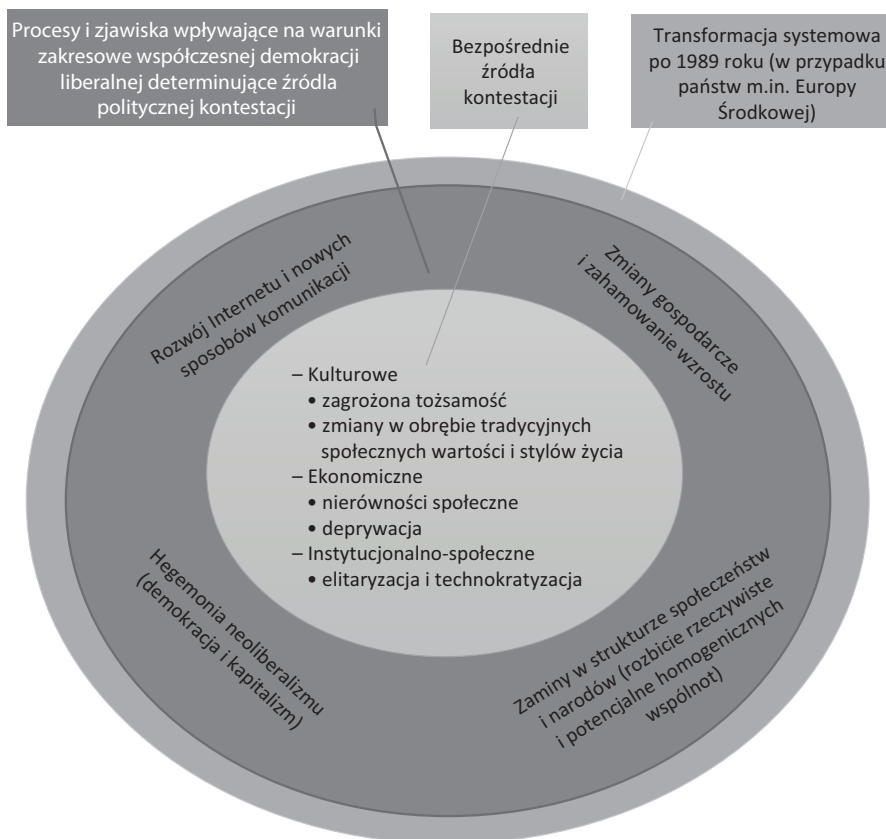 Procesy i zjawiska wpływające na warunki
zakresowe współczesnej demokracji
liberalnej determinujące źródła
politycznej kontestacji
Bezpośrednie
źródła
kontestacji
Transformacja systemowa
po 1989 roku (w przypadku
państw m.in. Europy
Środkowej)
Rozwój Internetu i nowych
sposobów komunikacji
Zmiany gospodarcze
i zahamowanie wzrostu
– Kulturowe
• zagrożona tożsamość
• zmiany w obrębie tradycyjnych
społecznych wartości i stylów życia
– Ekonomiczne
• nierówności społeczne
• deprywacja
– Instytucjonalno-społeczne
• elitaryzacja i technokratyzacja
Hegemonia neoliberalizmu
(demokracja i kapitalizm)
Zaminy w strukturze społeczeństw
i narodów (rozbicie rzeczywiste
i potencjalne homogenicznych
wspólnot)